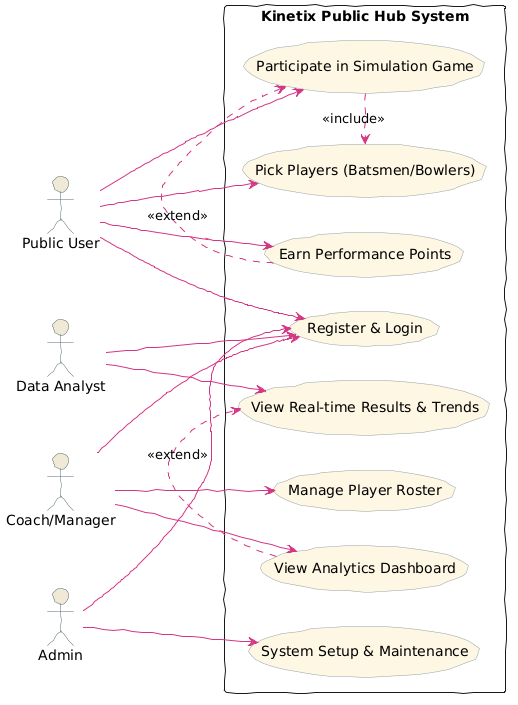 Kinetix Public Hub System
Participate in Simulation Game
«include»
Pick Players (Batsmen/Bowlers)
«extend»
Public User
Earn Performance Points
Register & Login
Data Analyst
View Real-time Results & Trends
«extend»
Manage Player Roster
Coach/Manager
View Analytics Dashboard
System Setup & Maintenance
Admin